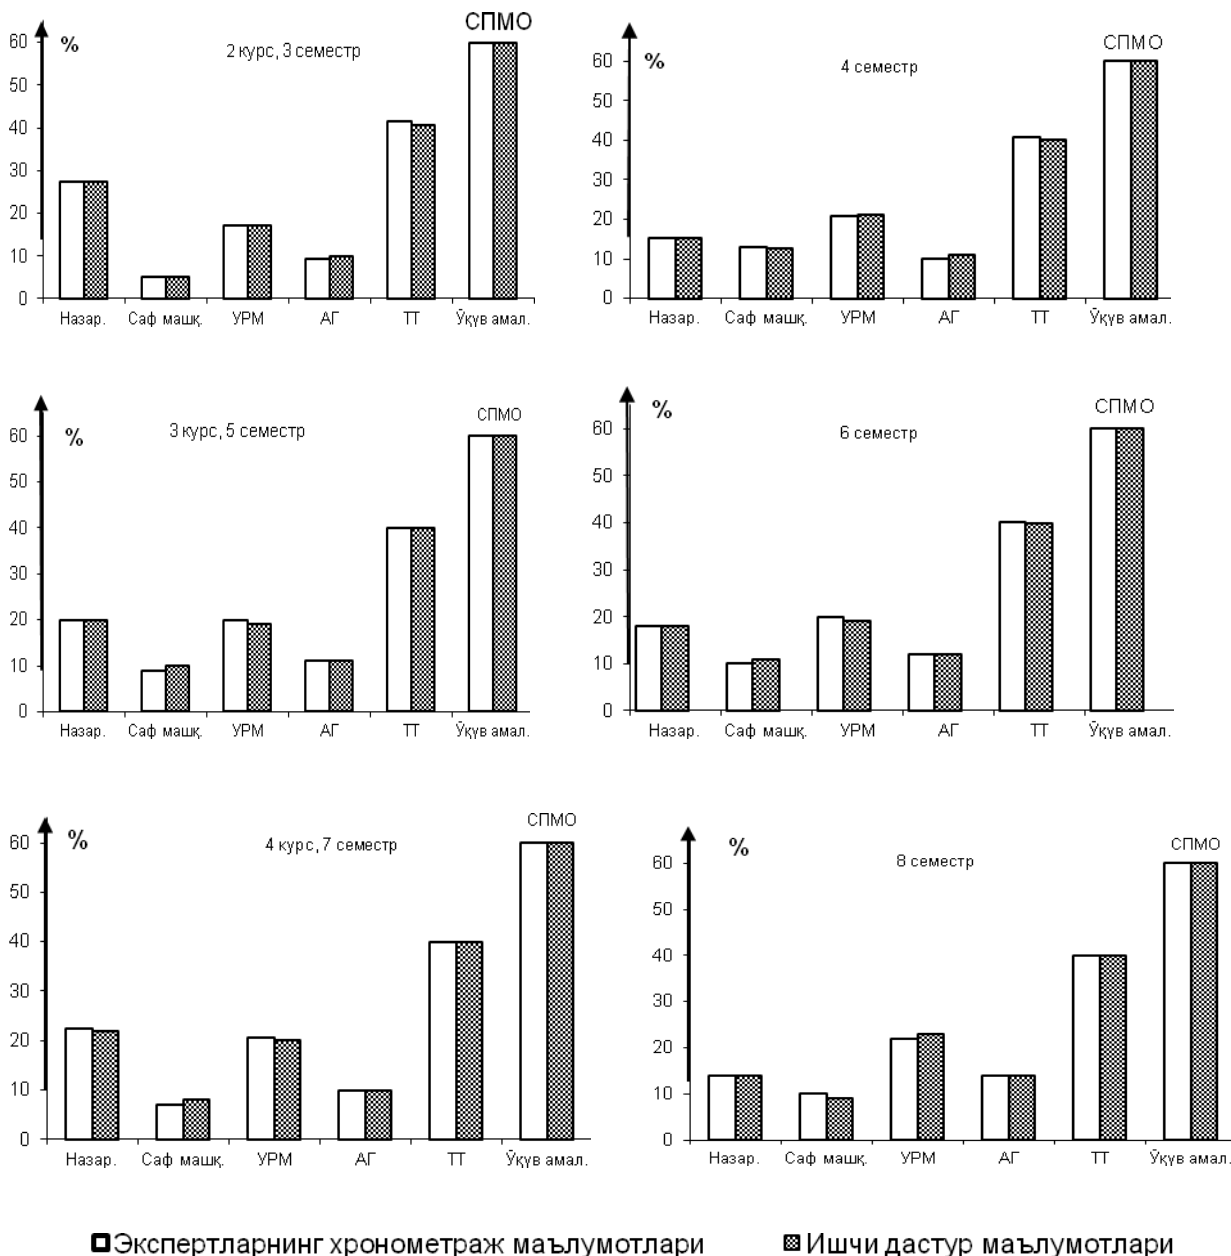 СПМО
%
2 курс, 3 семестр
60
50
40
30
20
10
0
Назар. Саф машқ. УРМ АГ ТТ Ўқув амал.
СПМО
%
4 семестр
60
50
40
30
20
10
0
Назар. Саф машқ. УРМ АГ ТТ Ўқув амал.
СПМО
%
3 курс, 5 семестр
60
50
40
30
20
10
0
Назар. Саф машқ. УРМ АГ ТТ Ўқув амал.
СПМО
%
6 семестр
60
50
40
30
20
10
0
Назар. Саф машқ. УРМ АГ ТТ Ўқув амал.
СПМО
%
4 курс, 7 семестр
60
50
40
30
20
10
0
Назар. Саф машқ. УРМ АГ ТТ Ўқув амал.
СПМО
%
8 семестр
60
50
40
30
20
10
0
Назар. Саф машқ. УРМ АГ ТТ Ўқув амал.
Экспертларнинг хронометраж маълумотлари Ишчи дастур маълумотлари